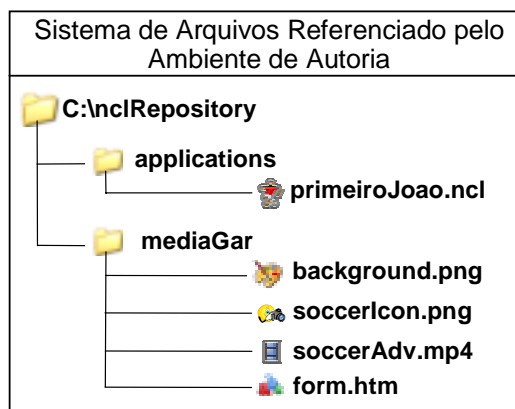 Sistema de Arquivos Referenciado pelo
Ambiente de Autoria
C:\nclRepository
applications
primeiroJoao.ncl
mediaGar
background.png
soccerIcon.png
soccerAdv.mp4
form.htm